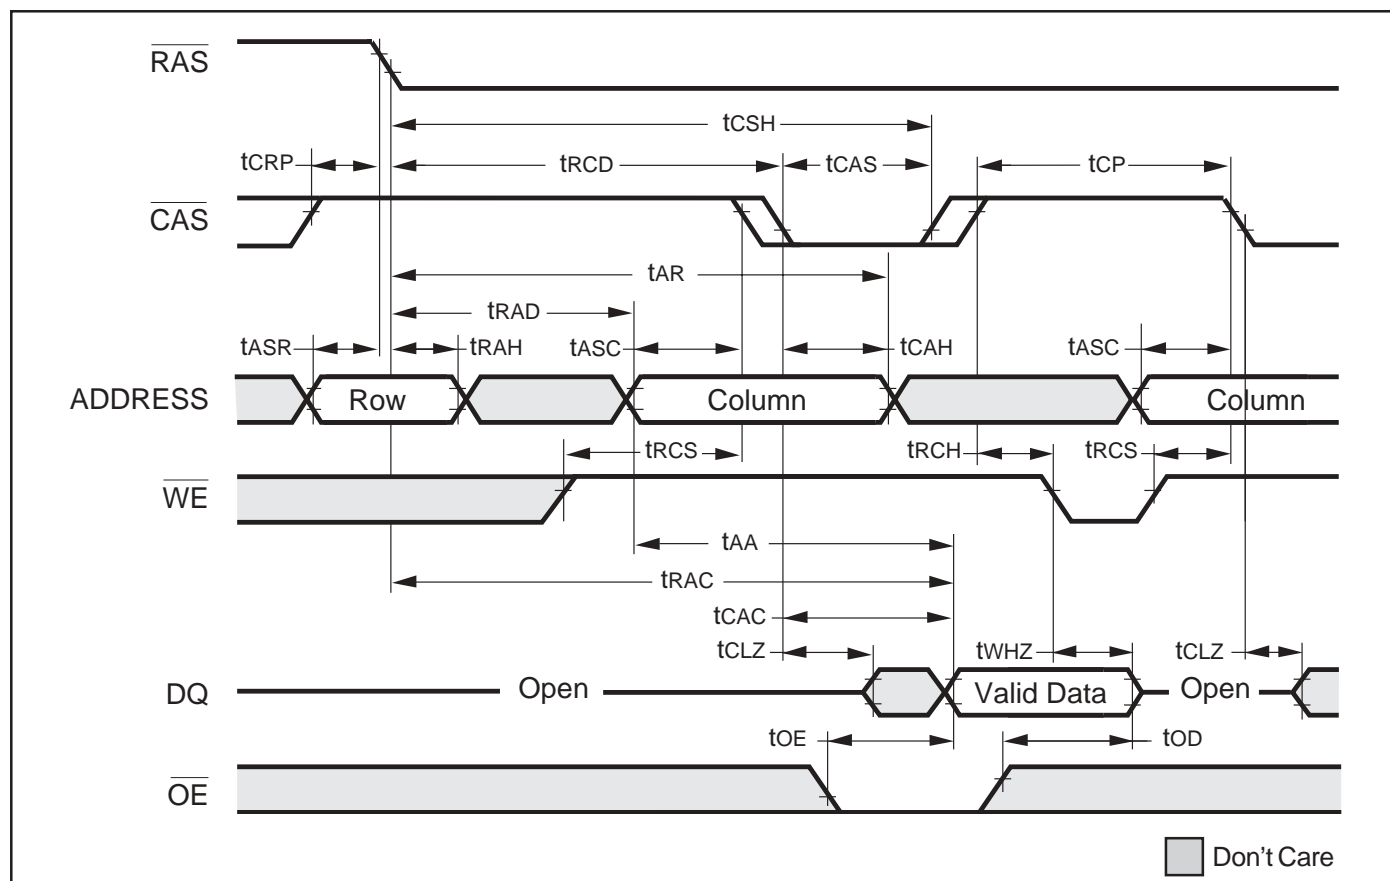 RAS
tCSH
tCRP tRCD tCAS tCP
CAS
tAR
tRAD
tASR tRAH tASC tCAH tASC
ADDRESS Row Column Column
tRCS tRCH tRCS
WE
tAA
tRAC
tCAC
tCLZ tWHZ tCLZ
DQ Open Valid Data Open
tOE tOD
OE
Don't Care